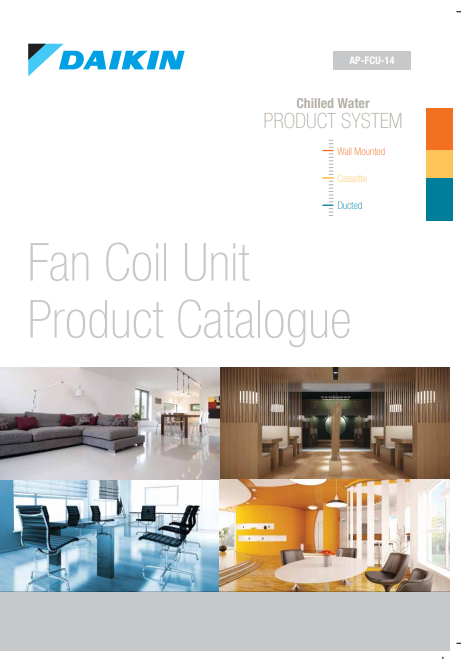 DAIKIN
AP-FCU-14
Chilled Water
PRODUCT SYSTEM
Wall Mounted
Cassette
Ducted
Fan Coil Unit
Product Catalogue